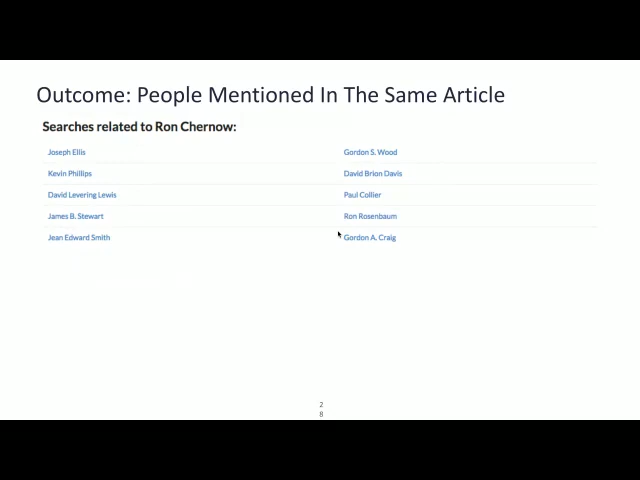 Outcome: People Mentioned In The Same Article
Searches related to Ron Chernow:
Joseph Ellis
Gordon S. Wood
Kevin Phillips
David Brion Davis
David Levering Lewis
Paul Collier
James B. Stewart
Ron Rosenbaum
Jean Edward Smith
Gordon A. Craig
2
8